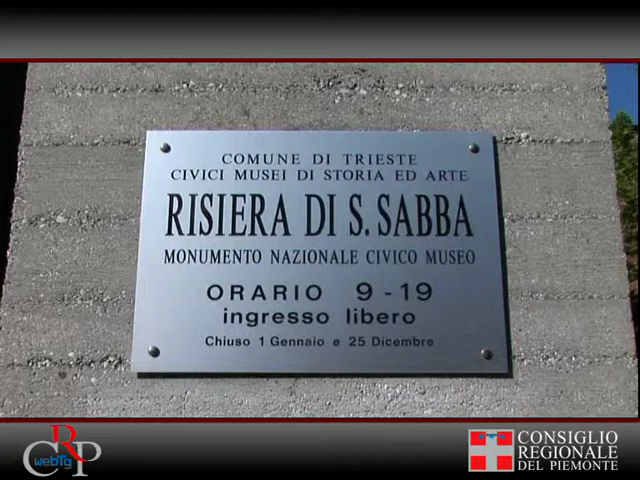 COMUNE DI TRIESTE
CIVICI MUSEI DI STORIA ED ARTE
RISIERA DI S. SABBA
MONUMENTO NAZIONALE CIVICO MUSEO
ORARIO 9-19
ingresso libero
Chiuso 1 Gennaio e 25 Dicembre
CRP
webTg
CONSIGLIO
REGIONALE
DEL PIEMONTE